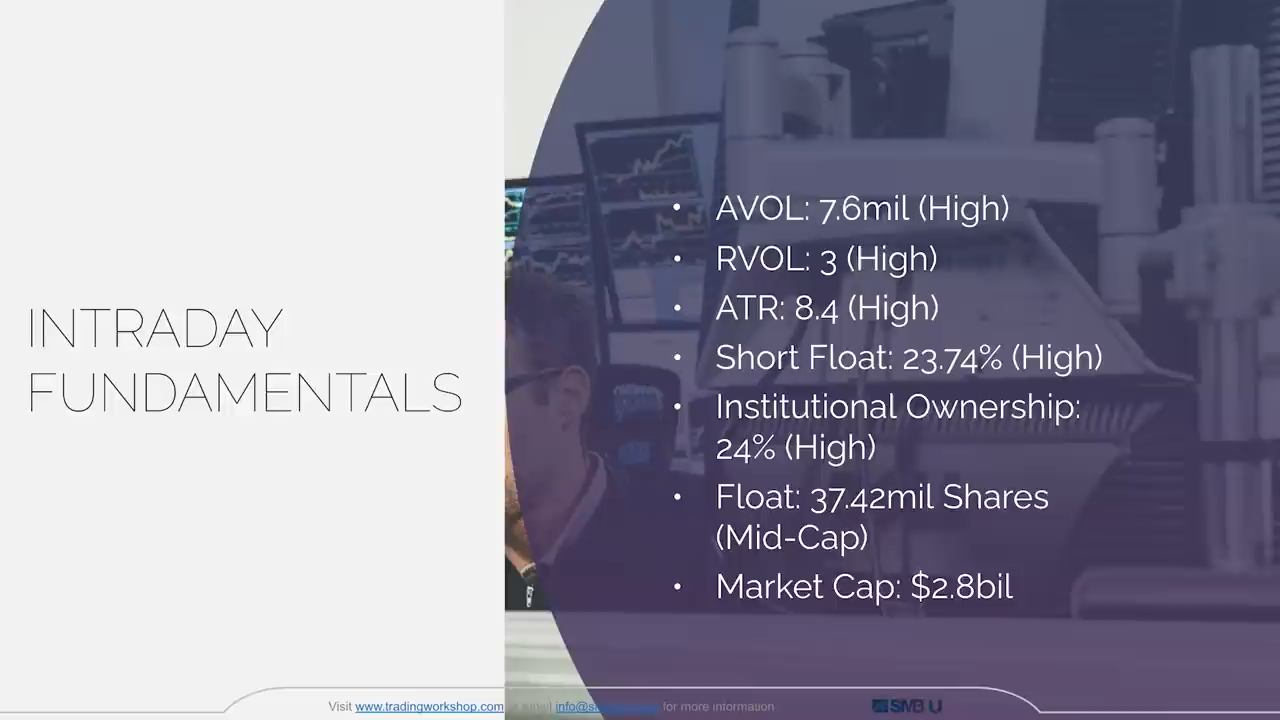 INTRADAY
FUNDAMENTALS
• AVOL: 7.6mil (High)
• RVOL: 3 (High)
• ATR: 8.4 (High)
• Short Float: 23.74% (High)
• Institutional Ownership:
24% (High)
• Float: 37.42mil Shares
(Mid-Cap)
• Market Cap: $2.8bil
Visit www.tradingworkshop.com email for more information
SMB U